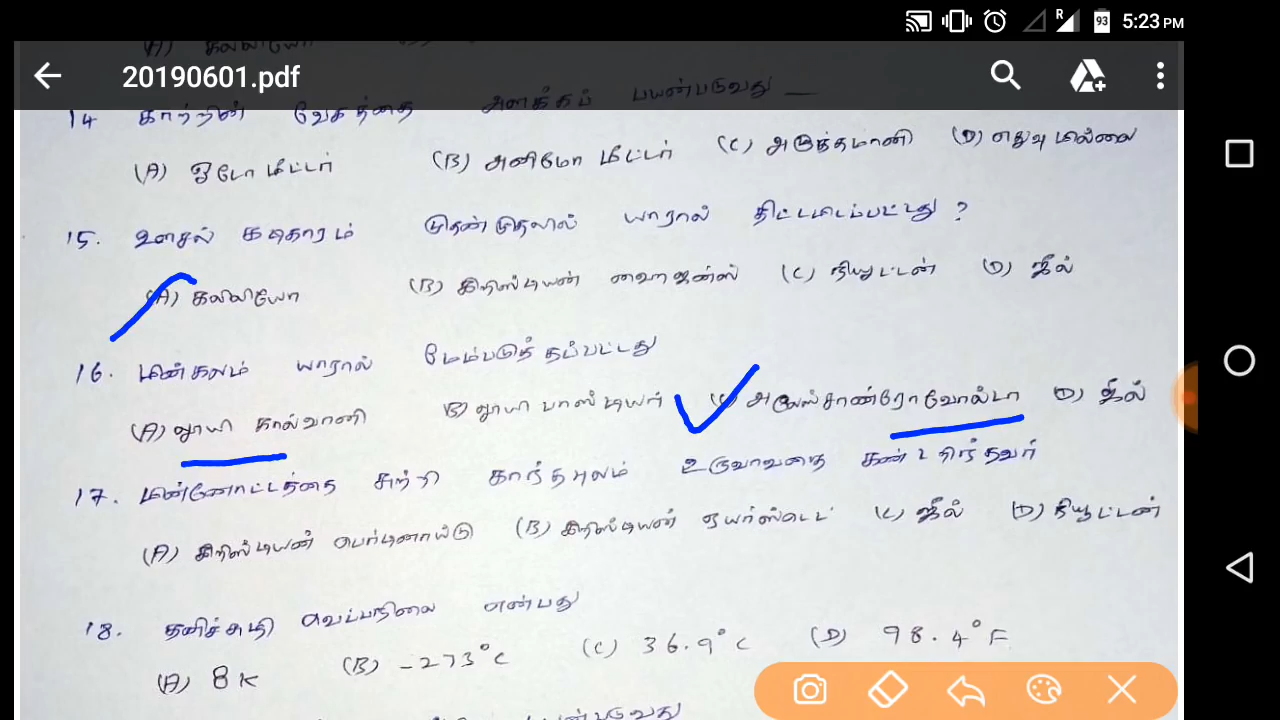 93 5:23 PM
20190601.pdf
14 காற்றின் வேகத்தை அளக்கப் பயன்படுவது __
(A) ஓடோ மீட்டர் (B) அனிமோ மீட்டர் (C) அழுத்தமானி (D) எதுவுமில்லை
15. ஊசல் கடிகாரம் முதன் முதலில் யாரால் திட்டமிடப்பட்டது ?
(A) கலிலியோ (B) கிறிஸ்டியன் ஹைஜன்ஸ் (C) நியூட்டன் (D) ஜீல்
16. மின்கலம் யாரால் மேம்படுத்தப்பட்டது
(A) லூயி கால்வானி (B) லூயி பாஸ்டியர் (C) அலெஸ்சாண்ரோ வோல்டா (D) ஜீல்
17. மின்னோட்டத்தை சுற்றி காந்தபுலம் உருவாவதை கண்டறிந்தவர்
(A) கிறிஸ்டியன் பெர்டினாய்டு (B) கிறிஸ்டியன் ஒயர்ஸ்டெட் (C) ஜீல் (D) நியூட்டன்
18. தனிச்சுழி வெப்பநிலை என்பது
(A) 8K (B) -273°C (C) 36.9°C (D) 98.4°F